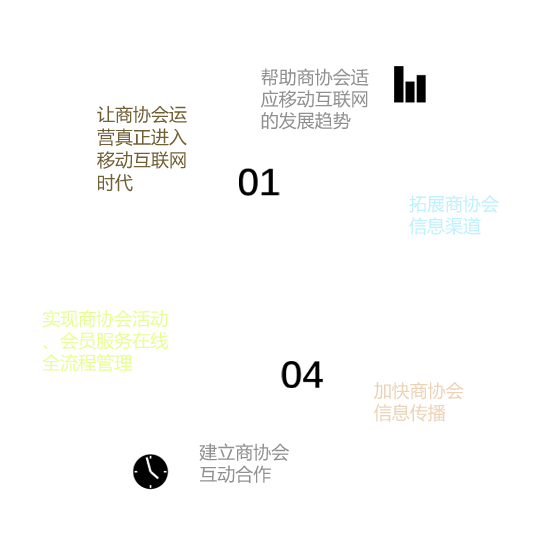 帮助商协会适
应移动互联网
的发展趋势
让商协会运
营真正进入
移动互联网
时代
01
拓展商协会
信息渠道
实现商协会活动
、会员服务在线
全流程管理
04
加快商协会
信息传播
建立商协会
互动合作